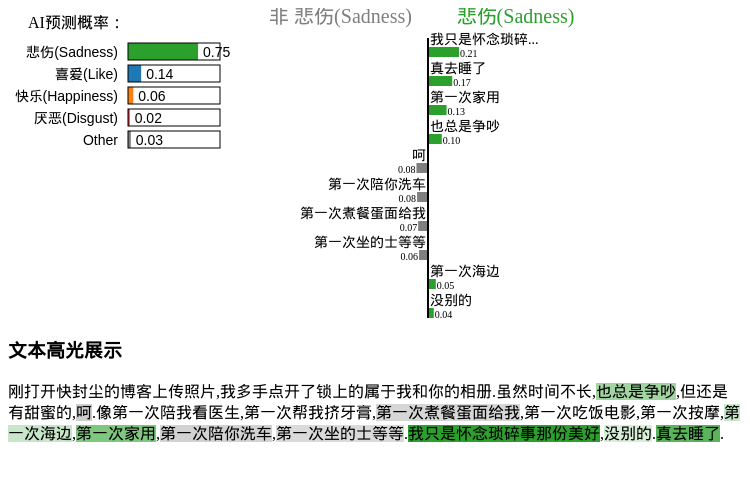 AI预测概率：
悲伤(Sadness) 0.75
喜爱(Like) 0.14
快乐(Happiness) 0.06
厌恶(Disgust) 0.02
Other 0.03
非 悲伤(Sadness) 悲伤(Sadness)
我只是怀念琐碎...
0.21
真去睡了
0.17
第一次家用
0.13
也总是争吵
0.10
呵
0.08
第一次陪你洗车
0.08
第一次煮餐蛋面给我
0.07
第一次坐的士等等
0.06
第一次海边
0.05
没别的
0.04
文本高光展示
刚打开快封尘的博客上传照片,我多手点开了锁上的属于我和你的相册.虽然时间不长,也总是争吵,但还是
有甜蜜的,呵.像第一次陪我看医生,第一次帮我挤牙膏,第一次煮餐蛋面给我,第一次吃饭电影,第一次按摩,第
一次海边,第一次家用,第一次陪你洗车,第一次坐的士等等.我只是怀念琐碎事那份美好,没别的.真去睡了.